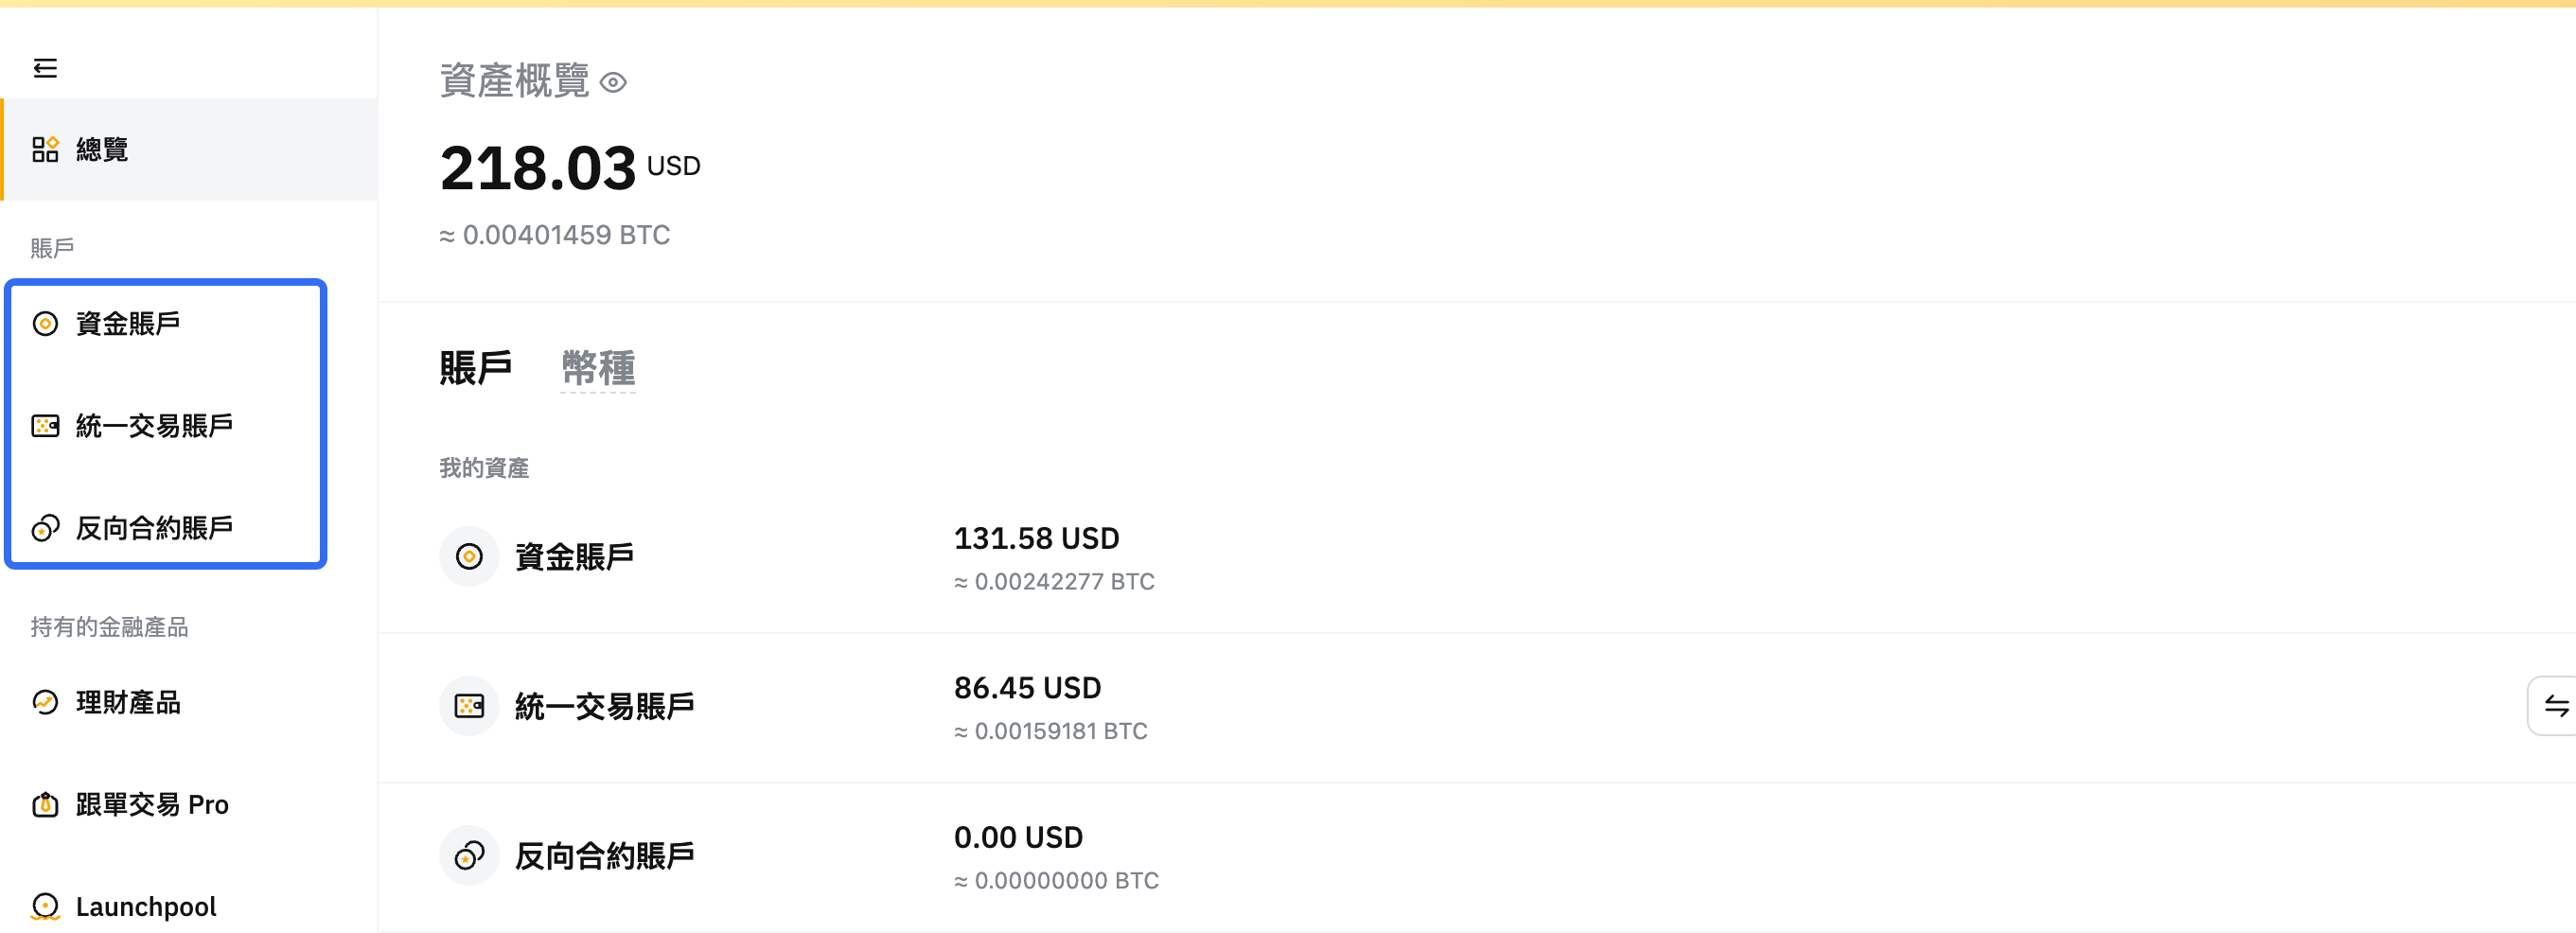 總覽
賬戶
資金賬戶
統一交易賬戶
反向合約賬戶
持有的金融產品
理財產品
跟單交易 Pro
Launchpool
資產概覽
218.03 USD
≈ 0.00401459 BTC
賬戶 幣種
我的資產
資金賬戶 131.58 USD
≈ 0.00242277 BTC
統一交易賬戶 86.45 USD
≈ 0.00159181 BTC
反向合約賬戶 0.00 USD
≈ 0.00000000 BTC